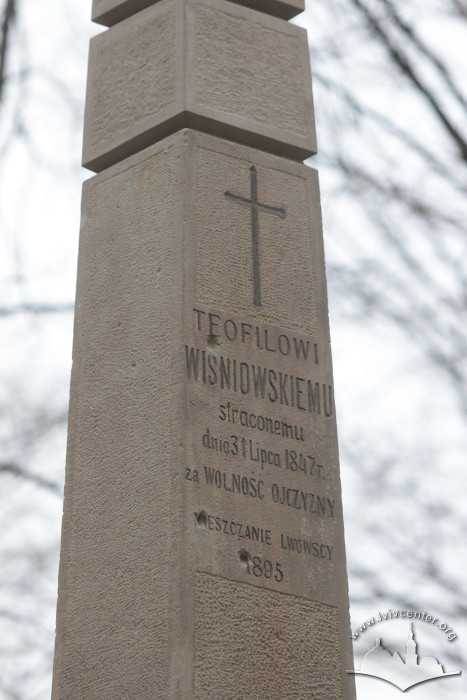 TEOFILOWI
WIŚNIOWSKIEMU
straconemu
dnia 31 Lipca 1847 r.
za WOLNOŚĆ OJCZYZNY
MIESZCZANIE LWOWSCY
1895
www.lvivcenter.org